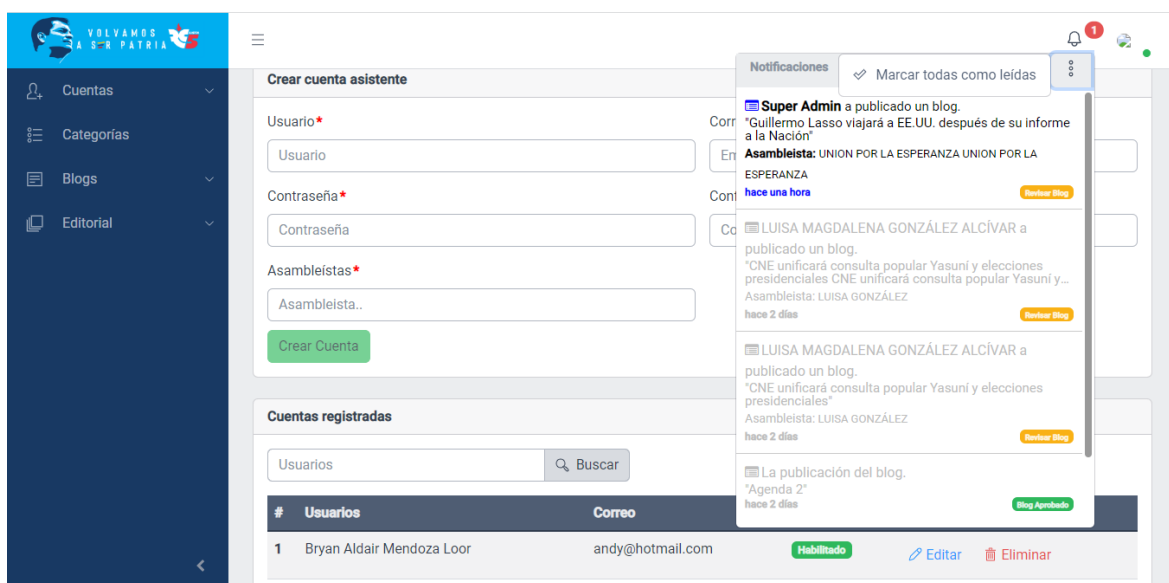 VOLVAMOS
A SER PATRIA
1
Cuentas
Categorías
Blogs
Editorial
Crear cuenta asistente
Usuario*
Usuario
Contraseña*
Contraseña
Asambleístas*
Asambleista..
Crear Cuenta
Notificaciones
Marcar todas como leídas
Super Admin a publicado un blog.
"Guillermo Lasso viajará a EE.UU. después de su informe
a la Nación"
Asambleista: UNION POR LA ESPERANZA UNION POR LA
ESPERANZA
hace una hora
Revisar Blog
LUISA MAGDALENA GONZÁLEZ ALCÍVAR a
publicado un blog.
"CNE unificará consulta popular Yasuní y elecciones
presidenciales CNE unificará consulta popular Yasuní y...
Asambleista: LUISA GONZÁLEZ
hace 2 días
Revisar Blog
LUISA MAGDALENA GONZÁLEZ ALCÍVAR a
publicado un blog.
"CNE unificará consulta popular Yasuní y elecciones
presidenciales"
Asambleista: LUISA GONZÁLEZ
hace 2 días
Revisar Blog
La publicación del blog.
"Agenda 2"
hace 2 días
Blog Aprobado
Cuentas registradas
Usuarios
Buscar
# Usuarios Correo
1 Bryan Aldair Mendoza Loor andy@hotmail.com Habilitado Editar Eliminar